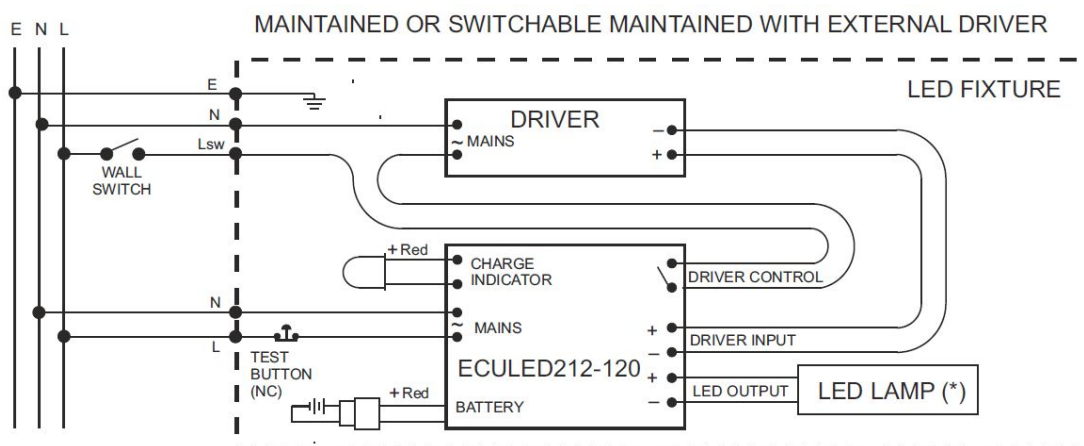 MAINTAINED OR SWITCHABLE MAINTAINED WITH EXTERNAL DRIVER
E N L
LED FIXTURE
E
N
Lsw
WALL
SWITCH
DRIVER
~ MAINS
−
+
+ Red
CHARGE
INDICATOR
DRIVER CONTROL
N
~ MAINS
L
TEST
BUTTON
(NC)
+
−
DRIVER INPUT
ECULED212-120
+
−
LED OUTPUT
LED LAMP (*)
+ Red
BATTERY